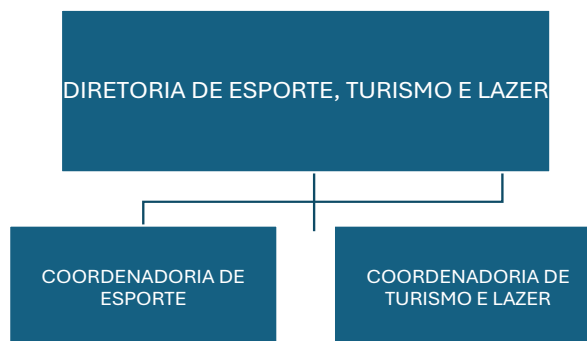 DIRETORIA DE ESPORTE, TURISMO E LAZER
COORDENADORIA DE
ESPORTE
COORDENADORIA DE
TURISMO E LAZER